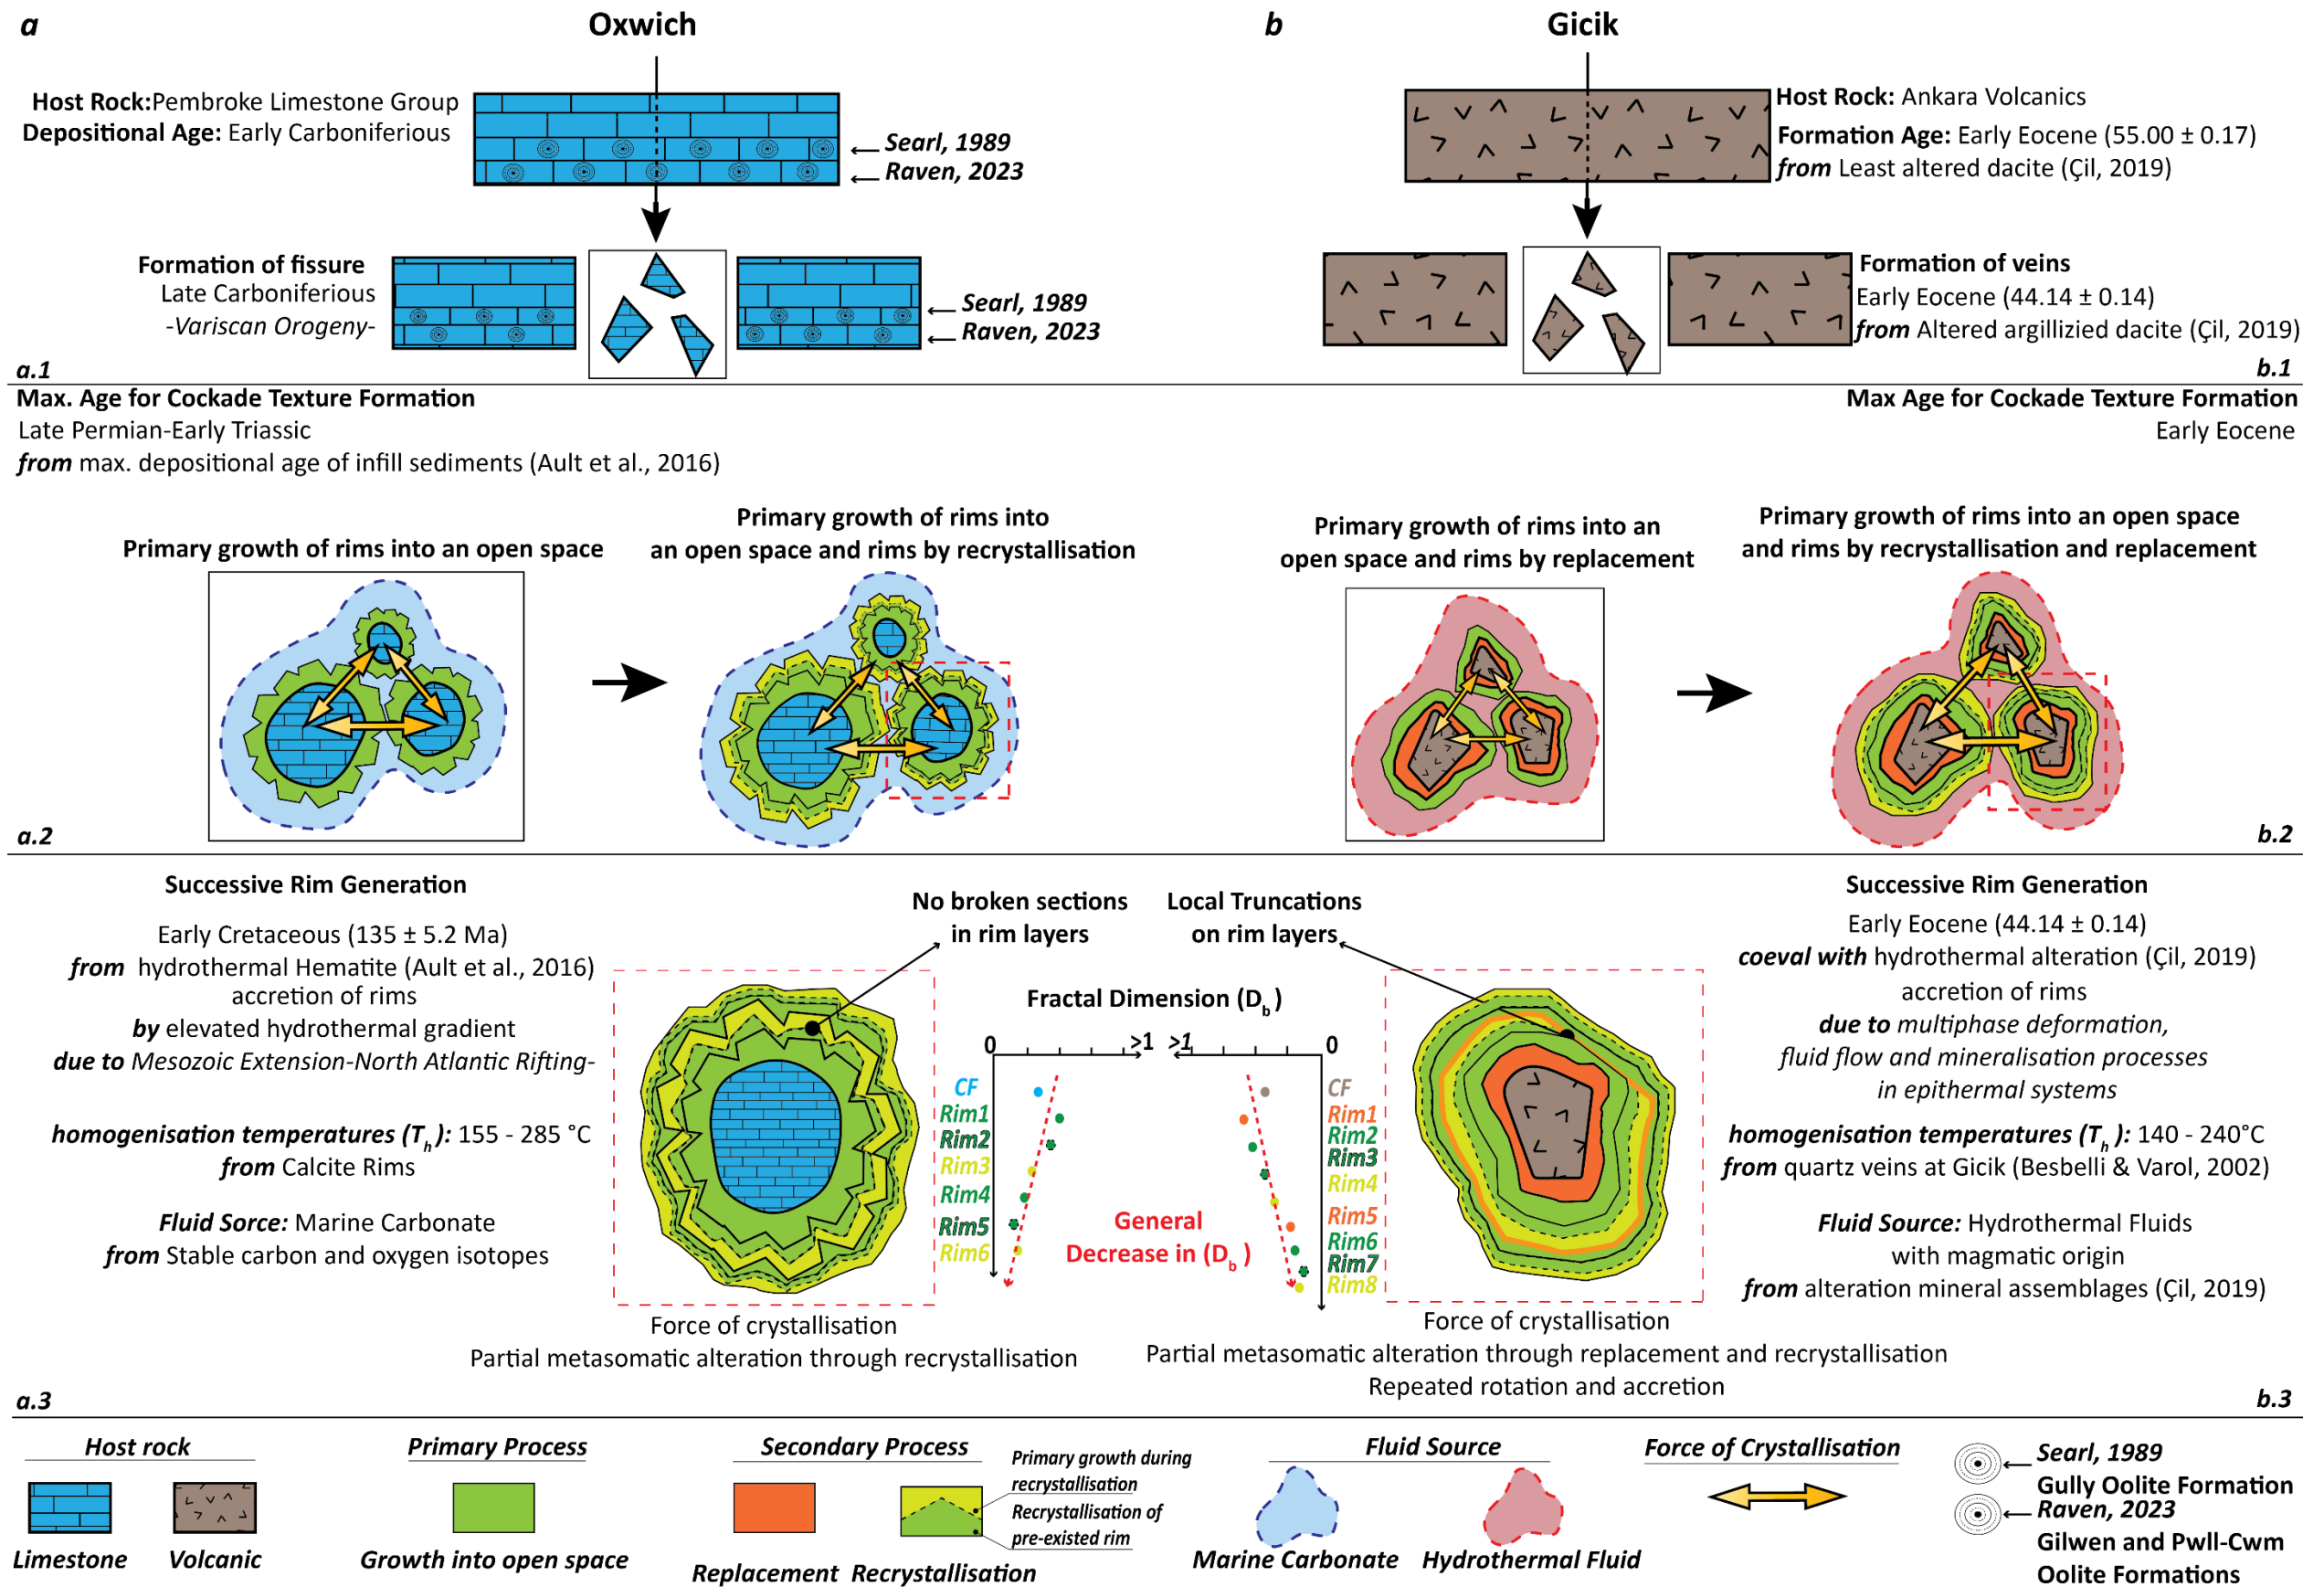 a
Oxwich
Host Rock:Pembroke Limestone Group
Depositional Age: Early Carboniferious
Searl, 1989
Raven, 2023
Formation of fissure
Late Carboniferious
-Variscan Orogeny-
Searl, 1989
Raven, 2023
a.1
b
Gicik
Host Rock: Ankara Volcanics
Formation Age: Early Eocene (55.00 ± 0.17)
from Least altered dacite (Çil, 2019)
Formation of veins
Early Eocene (44.14 ± 0.14)
from Altered argillizied dacite (Çil, 2019)
b.1
Max. Age for Cockade Texture Formation
Late Permian-Early Triassic
from max. depositional age of infill sediments (Ault et al., 2016)
Max Age for Cockade Texture Formation
Early Eocene
Primary growth of rims into an open space
Primary growth of rims into
an open space and rims by recrystallisation
a.2
Primary growth of rims into an
open space and rims by replacement
Primary growth of rims into an open space
and rims by recrystallisation and replacement
b.2
Successive Rim Generation
Early Cretaceous (135 ± 5.2 Ma)
from hydrothermal Hematite (Ault et al., 2016)
accretion of rims
by elevated hydrothermal gradient
due to Mesozoic Extension-North Atlantic Rifting-
homogenisation temperatures (Th): 155 - 285 °C
from Calcite Rims
Fluid Sorce: Marine Carbonate
from Stable carbon and oxygen isotopes
No broken sections
in rim layers
Local Truncations
on rim layers
Fractal Dimension (Db)
0
>1
>1
0
CF
Rim1
Rim2
Rim3
Rim4
Rim5
Rim6
General
Decrease in (Db)
CF
Rim1
Rim2
Rim3
Rim4
Rim5
Rim6
Rim7
Rim8
Force of crystallisation
Partial metasomatic alteration through recrystallisation
a.3
Force of crystallisation
Partial metasomatic alteration through replacement and recrystallisation
Repeated rotation and accretion
Successive Rim Generation
Early Eocene (44.14 ± 0.14)
coeval with hydrothermal alteration (Çil, 2019)
accretion of rims
due to multiphase deformation,
fluid flow and mineralisation processes
in epithermal systems
homogenisation temperatures (Th): 140 - 240°C
from quartz veins at Gicik (Besbelli & Varol, 2002)
Fluid Source: Hydrothermal Fluids
with magmatic origin
from alteration mineral assemblages (Çil, 2019)
b.3
Host rock
Limestone
Volcanic
Primary Process
Growth into open space
Secondary Process
Replacement
Recrystallisation
Primary growth during
recrystallisation
Recrystallisation of
pre-existed rim
Fluid Source
Marine Carbonate
Hydrothermal Fluid
Force of Crystallisation
Searl, 1989
Gully Oolite Formation
Raven, 2023
Gilwen and Pwll-Cwm
Oolite Formations